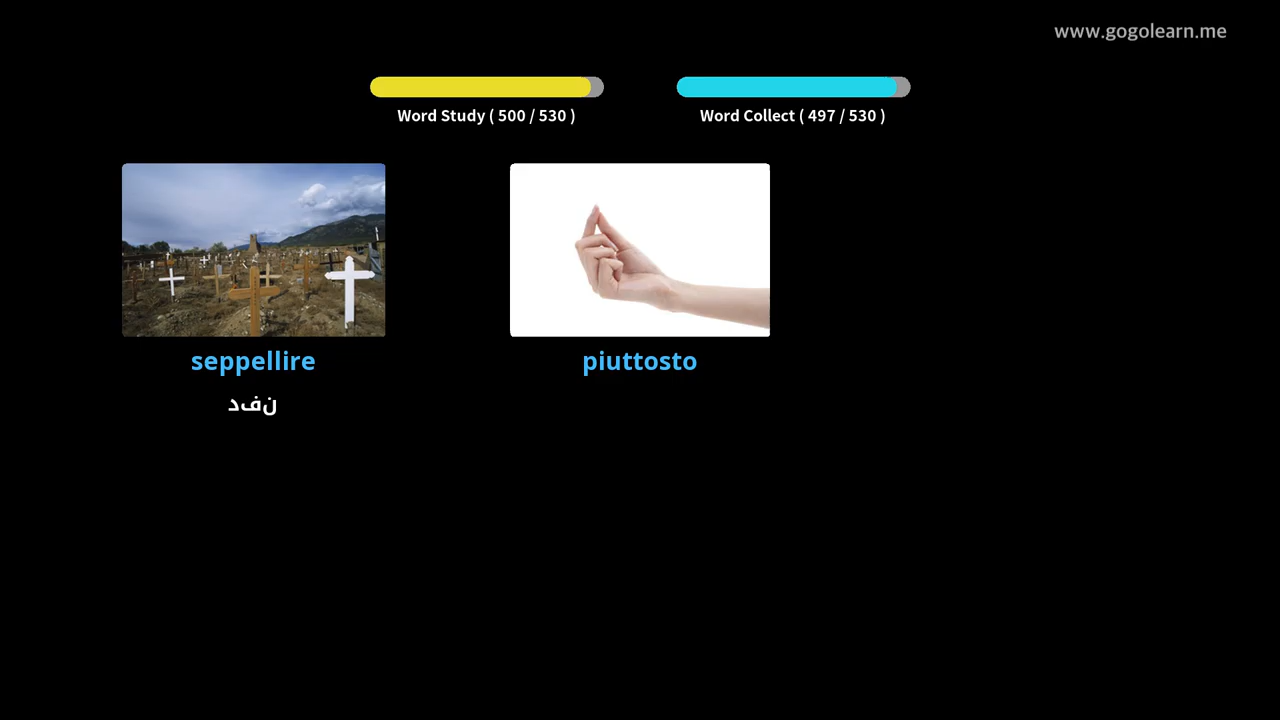 www.gogolearn.me
Word Study ( 500 / 530 )
Word Collect ( 497 / 530 )
seppellire
دفن
piuttosto